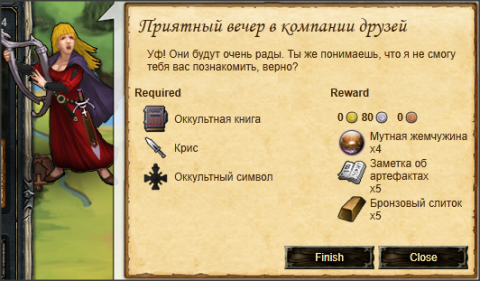 4
Приятный вечер в компании друзей
Уф! Они будут очень рады. Ты же понимаешь, что я не смогу
тебя вас познакомить, верно?
Required
Оккультная книга
Крис
Оккультный символ
Reward
0 80 0
Мутная жемчужина
x4
Заметка об
артефактах
x5
Бронзовый слиток
x5
Finish Close